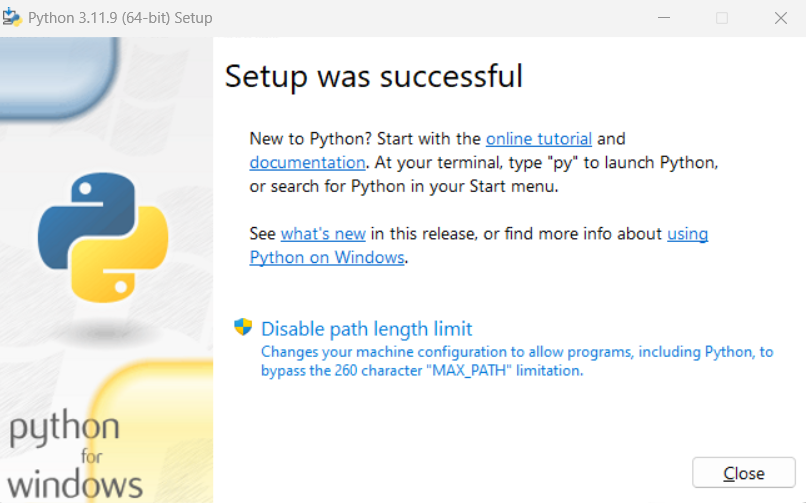 Python 3.11.9 (64-bit) Setup
Setup was successful
New to Python? Start with the online tutorial and
documentation. At your terminal, type "py" to launch Python,
or search for Python in your Start menu.
See what's new in this release, or find more info about using
Python on Windows.
Disable path length limit
Changes your machine configuration to allow programs, including Python, to
bypass the 260 character "MAX_PATH" limitation.
python
for
windows
Close